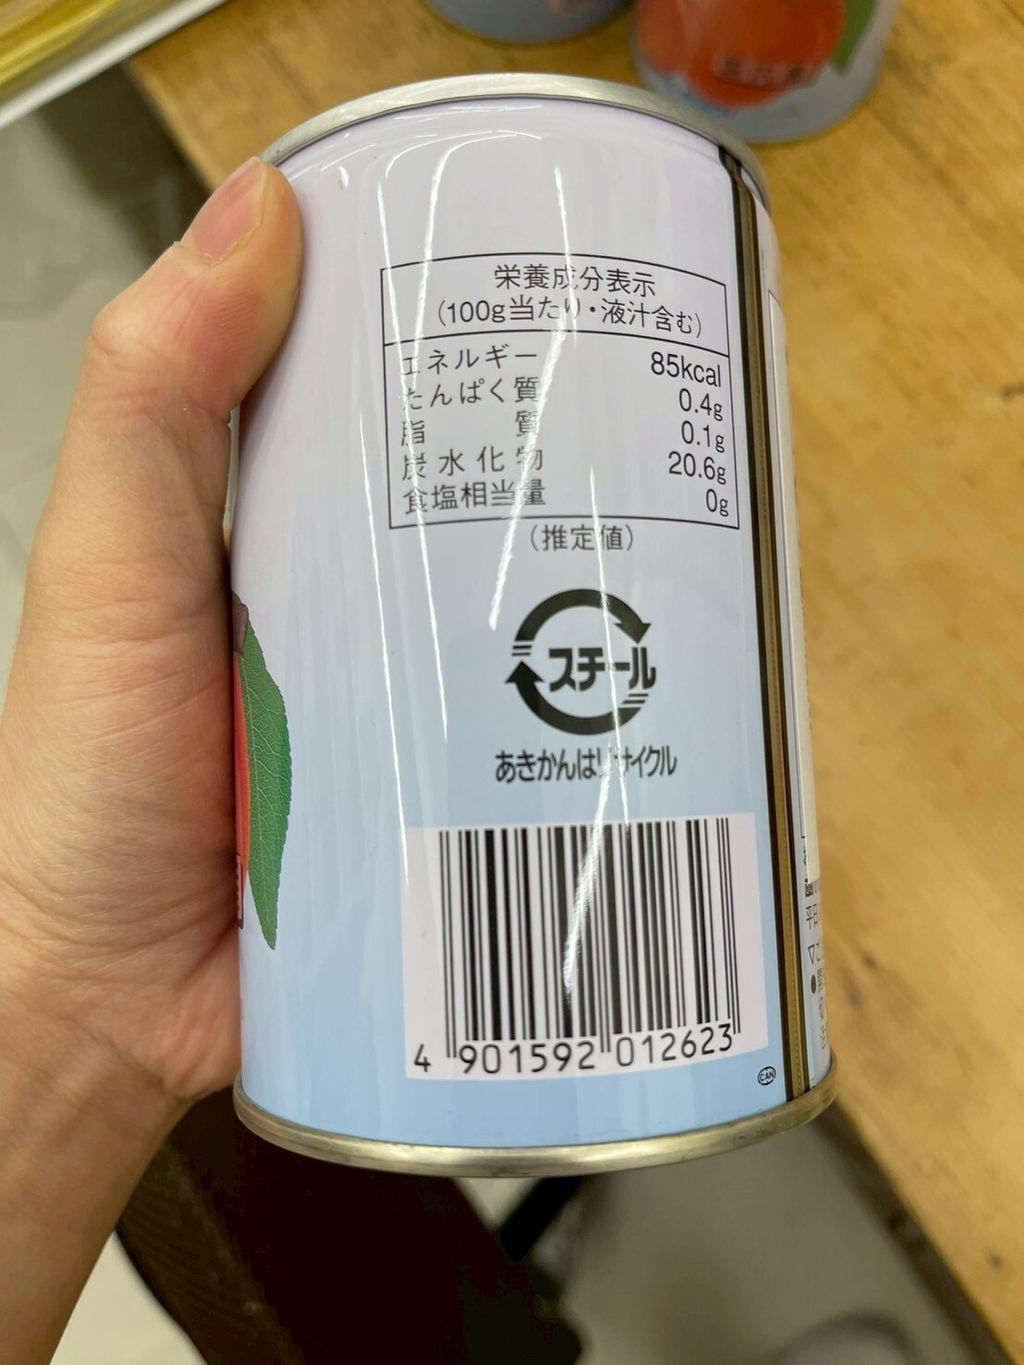 栄養成分表示
(100g当たり・液汁含む)
エネルギー 85kcal
たんぱく質 0.4g
脂質 0.1g
炭水化物 20.6g
食塩相当量 0g
(推定値)
スチール
あきかんはリサイクル
4 901592 012623
CAN
平日